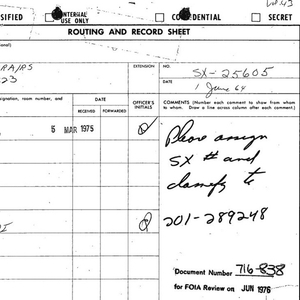 SIFIED
INTERNAL
USE ONLY
CONFIDENTIAL
SECRET
ROUTING AND RECORD SHEET
RA/RS
23
EXTENSION
NO.
SX-25605
DATE
1 June 64
signation, room number, and
DATE
RECEIVED
FORWARDED
OFFICER'S
INITIALS
COMMENTS (Number each comment to show from whom
to whom. Draw a line across column after each comment.)
5 MAR 1975
Please assign
SX # and
classify to
201-289248
Document Number 716-838
for FOIA Review on JUN 1976